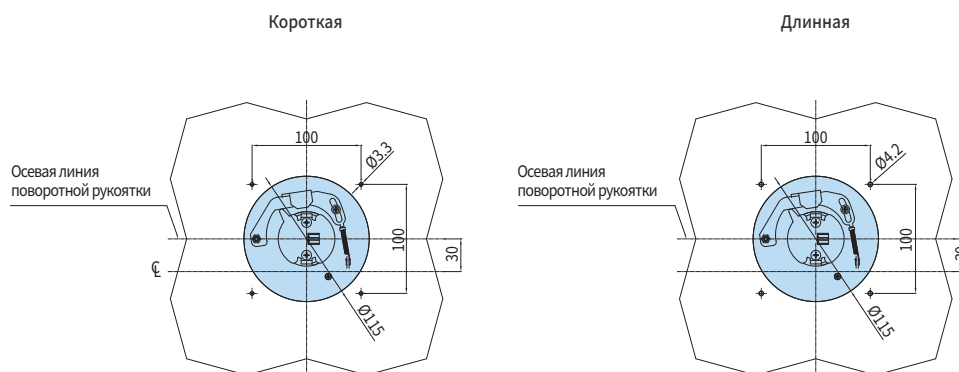 Короткая
Длинная
100
Ø3.3
Осевая линия
поворотной рукоятки
100
30
℄
Ø115
100
Ø4.2
Осевая линия
поворотной рукоятки
100
Ø115